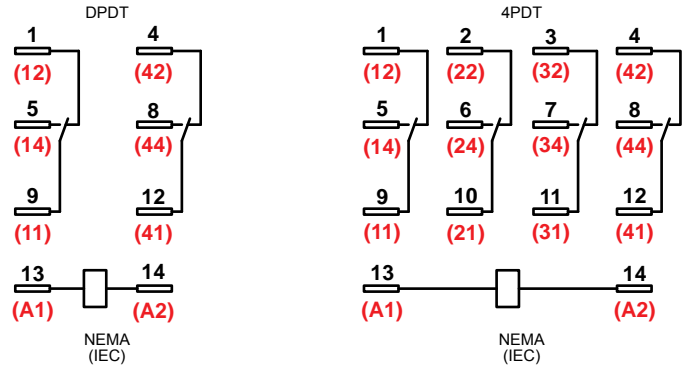 DPDT
1 4
(12) (42)
5 8
(14) (44)
9 12
(11) (41)
13 14
(A1) (A2)
NEMA
(IEC)
4PDT
1 2 3 4
(12) (22) (32) (42)
5 6 7 8
(14) (24) (34) (44)
9 10 11 12
(11) (21) (31) (41)
13 14
(A1) (A2)
NEMA
(IEC)